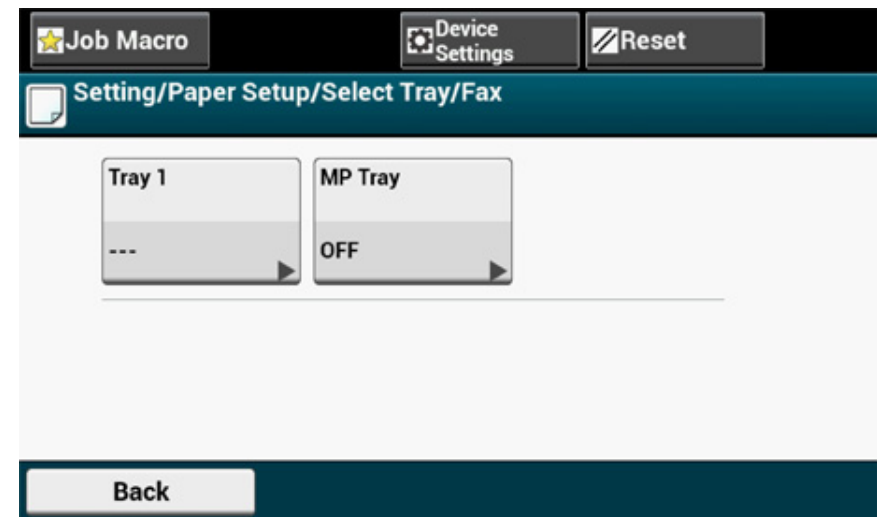 Job Macro
Device
Settings
Reset
Setting/Paper Setup/Select Tray/Fax
Tray 1
MP Tray
---
OFF
Back